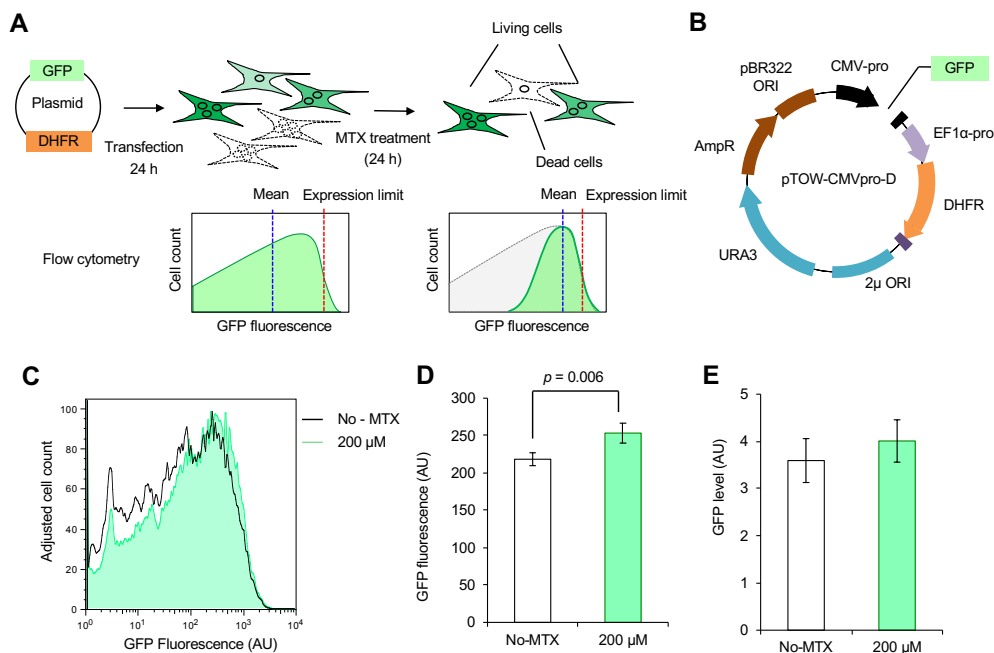 A
GFP
Plasmid
DHFR
Transfection
24 h
MTX treatment
(24 h)
Living cells
Dead cells
Mean
Expression limit
Mean
Expression limit
Flow cytometry
Cell count
GFP fluorescence
Cell count
GFP fluorescence
B
pBR322
ORI
CMV-pro
GFP
EF1α-pro
AmpR
pTOW-CMVpro-D
DHFR
URA3
2µ ORI
C
Adjusted cell count
100
80
60
40
20
0
10⁰
10¹
10²
10³
10⁴
GFP Fluorescence (AU)
No - MTX
200 µM
D
p = 0.006
GFP fluorescence (AU)
300
250
200
150
100
50
0
No-MTX
200 µM
E
GFP level (AU)
5
4
3
2
1
0
No-MTX
200 µM